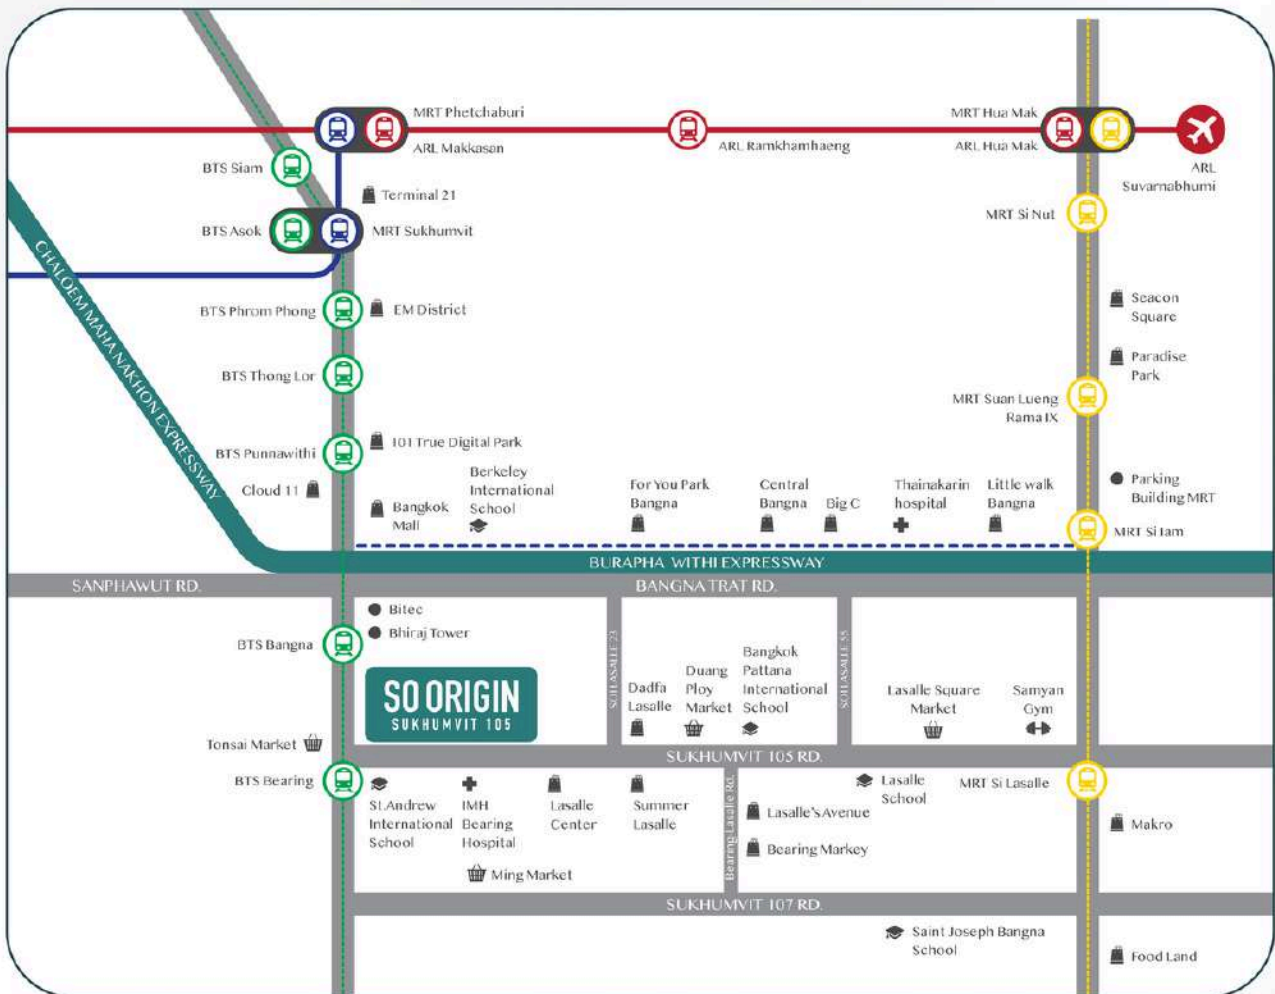 MRT Phetchaburi
ARL Makkasan
MRT Hua Mak
ARL Hua Mak
ARL Ramkhamhaeng
ARL
Suvarnabhumi
BTS Siam
Terminal 21
BTS Asok
MRT Sukhumvit
MRT Si Nut
CHALOEM MAHA NAKHON EXPRESSWAY
BTS Phrom Phong
EM District
Seacon
Square
BTS Thong Lor
Paradise
Park
MRT Suan Lueng
Rama IX
BTS Punnawithi
101 True Digital Park
Cloud 11
Bangkok
Mall
Berkeley
International
School
For You Park
Bangna
Central
Bangna
Big C
Thainakarin
hospital
Little walk
Bangna
Parking
Building MRT
MRT Si Iam
BURAPHA WITHI EXPRESSWAY
SANPHAWUT RD.
BANGNA TRAT RD.
Bitec
Bhiraj Tower
BTS Bangna
SO ORIGIN
SUKHUMVIT 105
SOI LASALLE 23
Dadfa
Lasalle
Duang
Ploy
Market
Bangkok
Pattana
International
School
SOI LASALLE 55
Lasalle Square
Market
Samyan
Gym
Tonsai Market
SUKHUMVIT 105 RD.
BTS Bearing
St.Andrew
International
School
IMH
Bearing
Hospital
Lasalle
Center
Summer
Lasalle
Bearing-Lasalle Rd.
Lasalle's Avenue
Bearing Markey
Lasalle
School
MRT Si Lasalle
Makro
Ming Market
SUKHUMVIT 107 RD.
Saint Joseph Bangna
School
Food Land